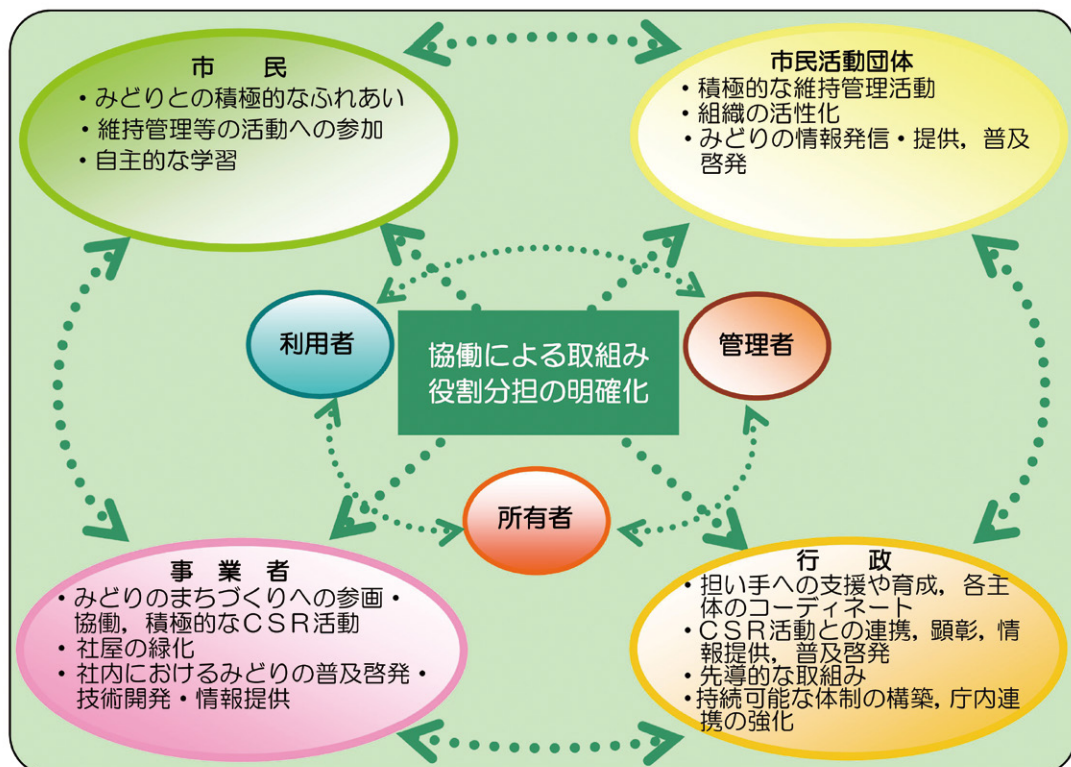 市　民
・みどりとの積極的なふれあい
・維持管理等の活動への参加
・自主的な学習
市民活動団体
・積極的な維持管理活動
・組織の活性化
・みどりの情報発信・提供，普及
啓発
利用者
協働による取組み
役割分担の明確化
管理者
所有者
事　業　者
・みどりのまちづくりへの参画・
協働，積極的なＣＳＲ活動
・社屋の緑化
・社内におけるみどりの普及啓発・
技術開発・情報提供
行　政
・担い手への支援や育成，各主
体のコーディネート
・ＣＳＲ活動との連携，顕彰，情
報提供，普及啓発
・先導的な取組み
・持続可能な体制の構築，庁内連
携の強化